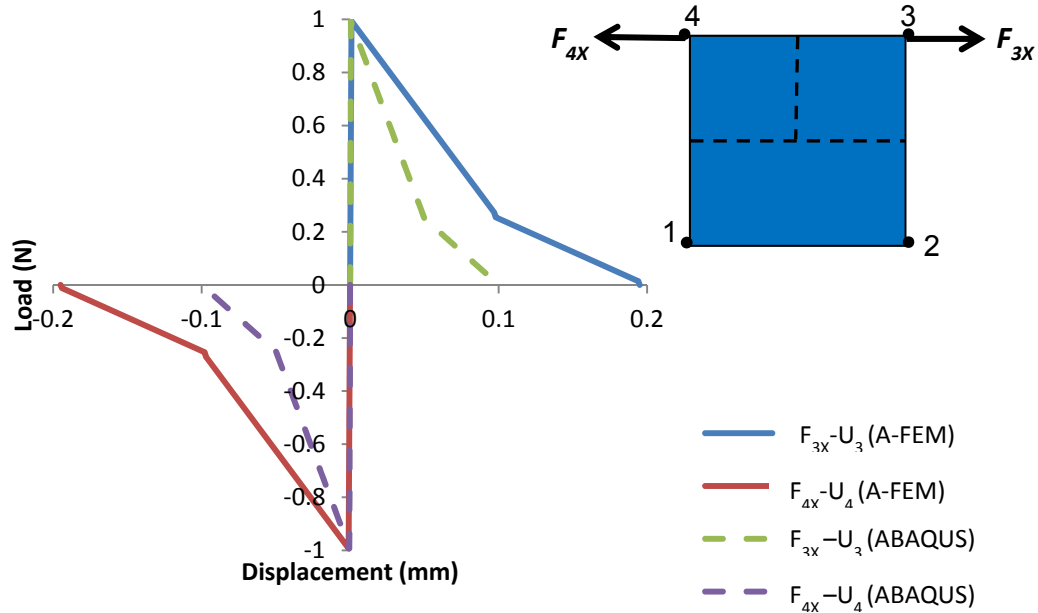 1
0.8
0.6
0.4
0.2
0
-0.2
-0.4
-0.6
-0.8
-1
-0.2
-0.1
0
0.1
0.2
Load (N)
Displacement (mm)
4
3
F4X
F3X
1
2
F3X-U3 (A-FEM)
F4X-U4 (A-FEM)
F3X –U3 (ABAQUS)
F4X –U4 (ABAQUS)